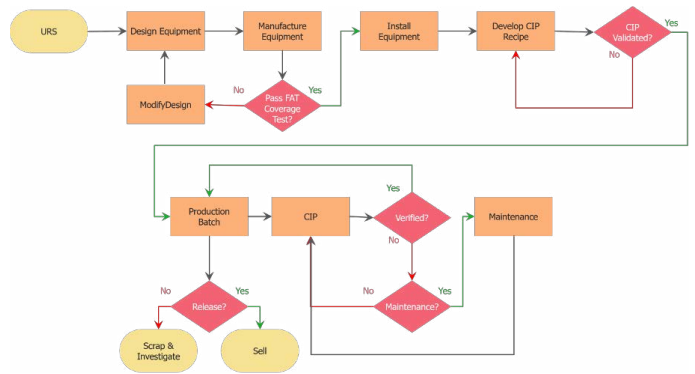 URS
Design Equipment
Manufacture
Equipment
Install
Equipment
Develop CIP
Recipe
CIP
Validated?
Yes
No
ModifyDesign
No
Pass FAT
Coverage
Test?
Yes
Yes
Production
Batch
CIP
Verified?
Maintenance
No
No
Yes
Release?
No
Maintenance?
Yes
Scrap &
Investigate
Sell